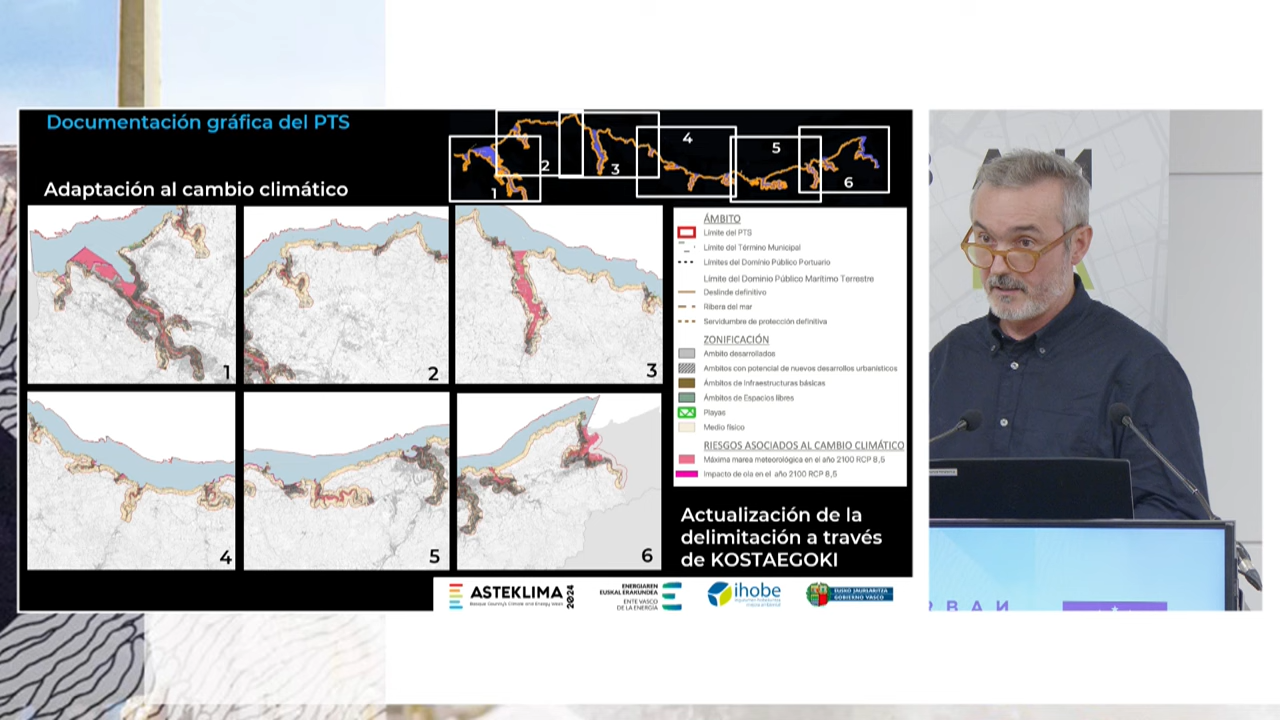 Documentación gráfica del PTS
Adaptación al cambio climático
1
2
3
4
5
6
1
2
3
4
5
6
ÁMBITO
Límite del PTS
Límite del Término Municipal
Límites del Dominio Público Portuario
Límite del Dominio Público Marítimo Terrestre
Deslinde definitivo
Ribera del mar
Servidumbre de protección definitiva
ZONIFICACIÓN
Ámbito desarrollados
Ámbitos con potencial de nuevos desarrollos urbanísticos
Ámbitos de Infraestructuras básicas
Ámbitos de Espacios libres
Playas
Medio físico
RIESGOS ASOCIADOS AL CAMBIO CLIMÁTICO
Máxima marea meteorológica en el año 2100 RCP 8,5
Impacto de ola en el año 2100 RCP 8,5
Actualización de la
delimitación a través
de KOSTAEGOKI
ASTEKLIMA 2024
Basque Country's Climate and Energy Week
ENERGIAREN
EUSKAL ERAKUNDEA
ENTE VASCO
DE LA ENERGÍA
ihobe
EUSKO JAURLARITZA
GOBIERNO VASCO